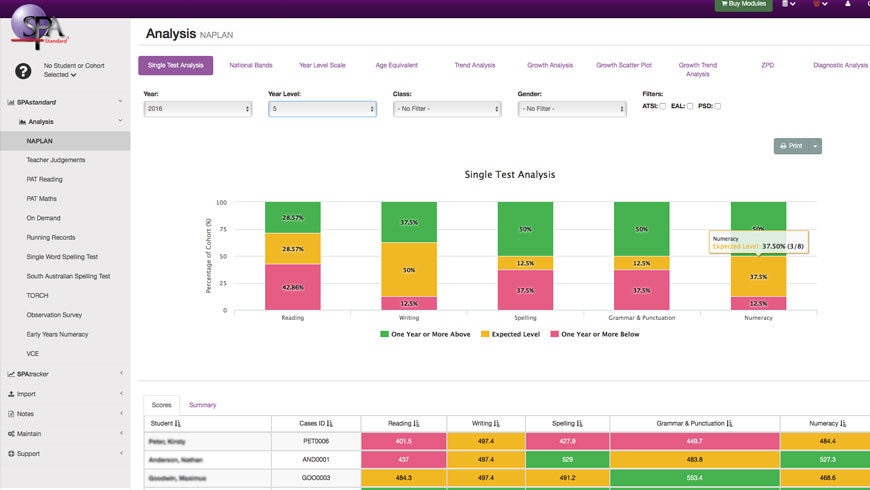 Buy Modules
SPA
Standard
Analysis NAPLAN
No Student or Cohort
Selected
Single Test Analysis
National Bands
Year Level Scale
Age Equivalent
Trend Analysis
Growth Analysis
Growth Scatter Plot
Growth Trend
Analysis
ZPD
Diagnostic Analysis
Year:
Year Level:
Class:
Gender:
Filters:
2016
5
- No Filter -
- No Filter -
ATSI: EAL: PSD:
SPAstandard
Analysis
NAPLAN
Teacher Judgements
PAT Reading
PAT Maths
On Demand
Running Records
Single Word Spelling Test
South Australian Spelling Test
TORCH
Observation Survey
Early Years Numeracy
VCE
SPAtracker
Import
Notes
Maintain
Support
Print
Single Test Analysis
Percentage of Cohort (%)
100
75
50
25
0
28.57%
28.57%
42.86%
37.5%
50%
12.5%
50%
12.5%
37.5%
50%
12.5%
37.5%
50%
37.5%
12.5%
Numeracy
Expected Level: 37.50% (3/8)
Reading
Writing
Spelling
Grammar & Punctuation
Numeracy
One Year or More Above
Expected Level
One Year or More Below
Scores
Summary
Student Cases ID Reading Writing Spelling Grammar & Punctuation Numeracy
PET0006 401.5 497.4 427.9 449.7 484.4
AND0001 437 497.4 529 483.8 527.3
GOO0003 484.3 497.4 491.2 553.4 468.6